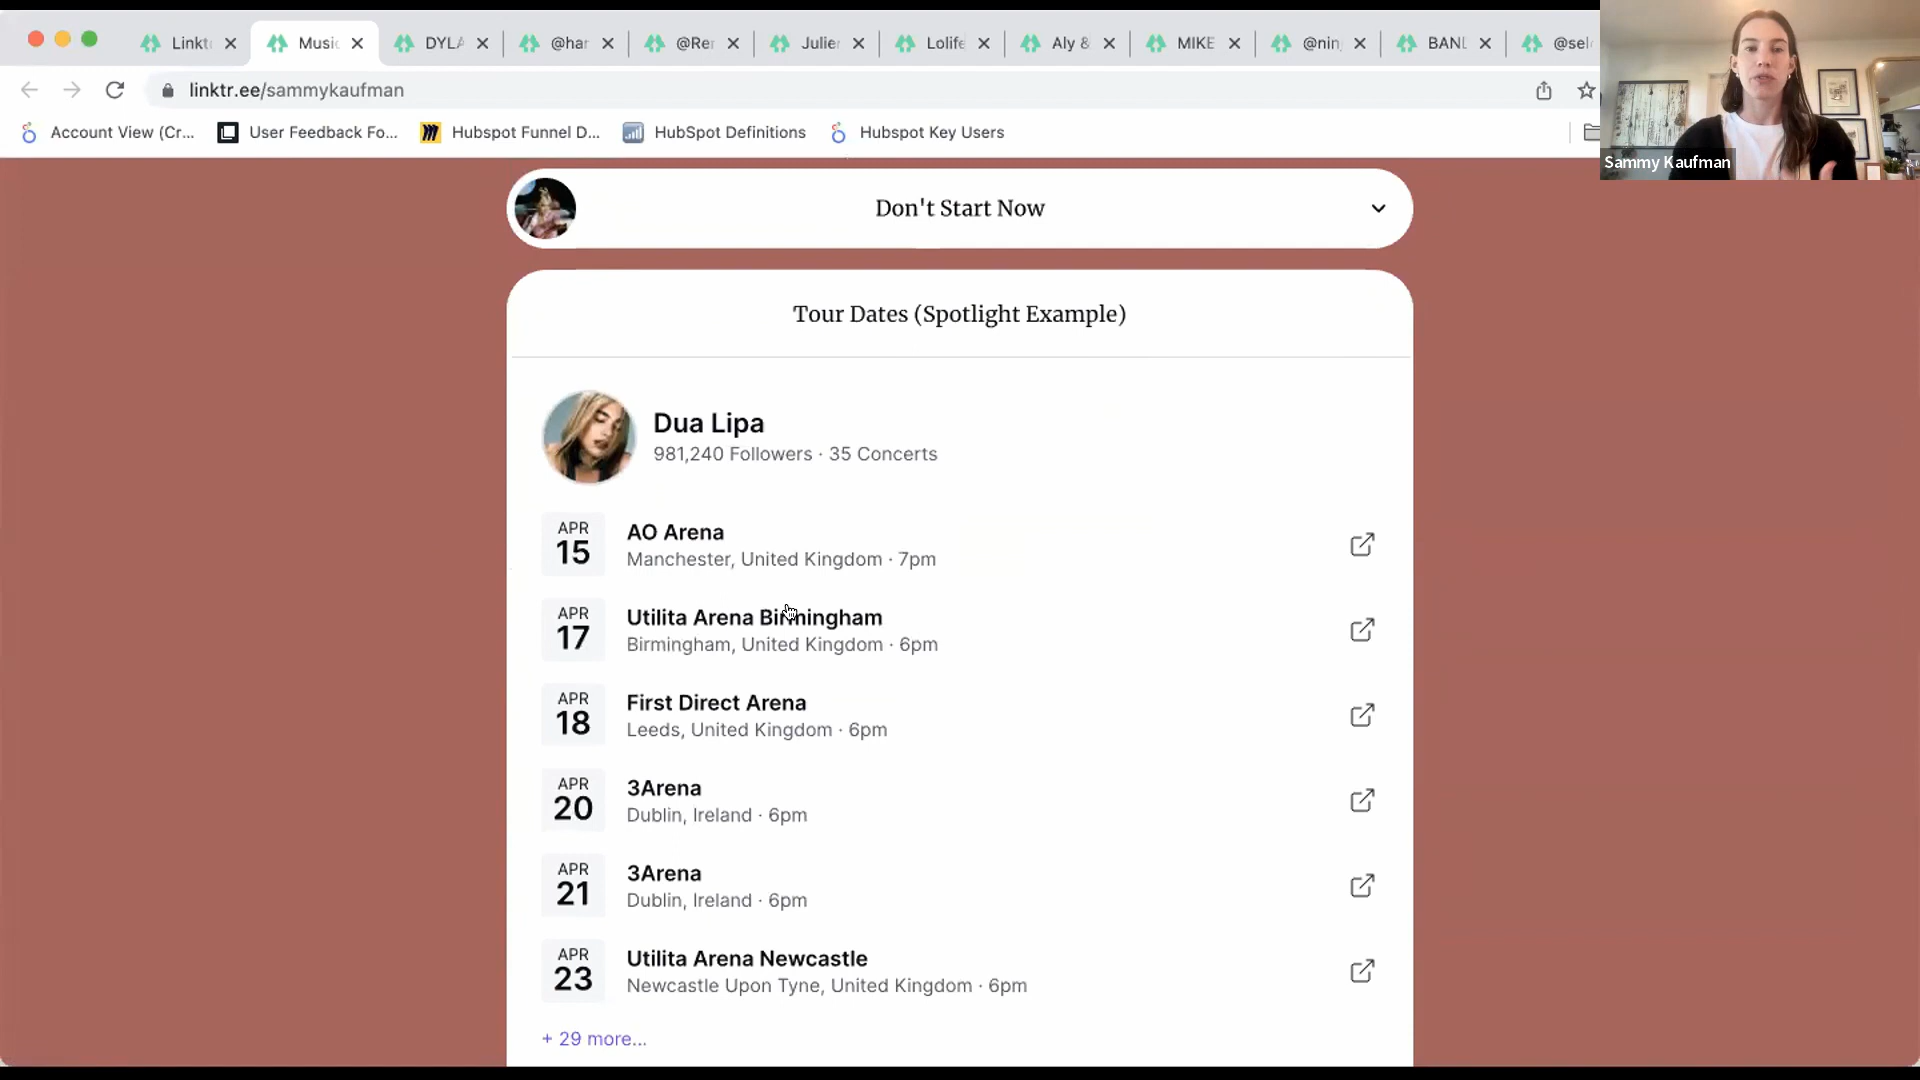 Linkt
Music
DYLA
@har
Julie
Lolife
Aly &
MIKE
@nin
BAND
@sel
linktr.ee/sammykaufman
Account View (Cr...
User Feedback Fo...
Hubspot Funnel D...
HubSpot Definitions
Hubspot Key Users
Sammy Kaufman
Don't Start Now
Tour Dates (Spotlight Example)
Dua Lipa
981,240 Followers · 35 Concerts
APR
15
AO Arena
Manchester, United Kingdom · 7pm
APR
17
Utilita Arena Birmingham
Birmingham, United Kingdom · 6pm
APR
18
First Direct Arena
Leeds, United Kingdom · 6pm
APR
20
3Arena
Dublin, Ireland · 6pm
APR
21
3Arena
Dublin, Ireland · 6pm
APR
23
Utilita Arena Newcastle
Newcastle Upon Tyne, United Kingdom · 6pm
+ 29 more...